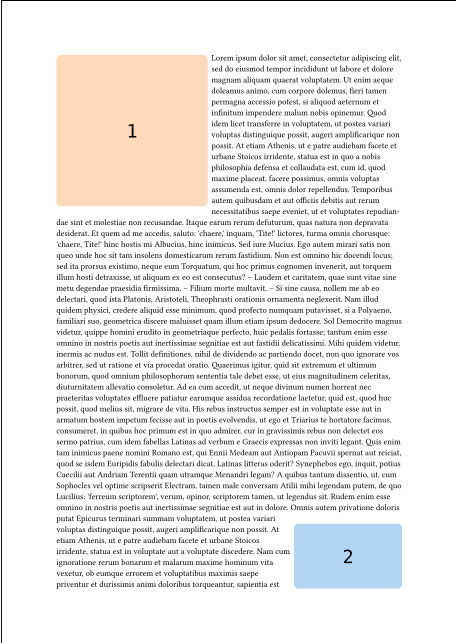 Lorem ipsum dolor sit amet, consectetur adipiscing elit,
sed do eiusmod tempor incididunt ut labore et dolore
magnam aliquam quaerat voluptatem. Ut enim aeque
doleamus animo, cum corpore dolemus, fieri tamen
permagna accessio potest, si aliquod aeternum et
infinitum impendere malum nobis opinemur. Quod
idem licet transferre in voluptatem, ut postea variari
voluptas distinguique possit, augeri amplificarique non
possit. At etiam Athenis, ut e patre audiebam facete et
urbane Stoicos irridente, statua est in quo a nobis
philosophia defensa et collaudata est, cum id, quod
maxime placeat, facere possimus, omnis voluptas
assumenda est, omnis dolor repellendus. Temporibus
autem quibusdam et aut officiis debitis aut rerum
necessitatibus saepe eveniet, ut et voluptates repudian-
1
dae sint et molestiae non recusandae. Itaque earum rerum defuturum, quas natura non depravata
desiderat. Et quem ad me accedis, saluto: 'chaere,' inquam, 'Tite!' lictores, turma omnis chorusque:
'chaere, Tite!' hinc hostis mi Albucius, hinc inimicus. Sed iure Mucius. Ego autem mirari satis non
queo unde hoc sit tam insolens domesticarum rerum fastidium. Non est omnino hic docendi locus;
sed ita prorsus existimo, neque eum Torquatum, qui hoc primus cognomen invenerit, aut torquem
illum hosti detraxisse, ut aliquam ex eo est consecutus? – Laudem et caritatem, quae sunt vitae sine
metu degendae praesidia firmissima. – Filium morte multavit. – Si sine causa, nollem me ab eo
delectari, quod ista Platonis, Aristoteli, Theophrasti orationis ornamenta neglexerit. Nam illud
quidem physici, credere aliquid esse minimum, quod profecto numquam putavisset, si a Polyaeno,
familiari suo, geometrica discere maluisset quam illum etiam ipsum dedocere. Sol Democrito magnus
videtur, quippe homini erudito in geometriaque perfecto, huic pedalis fortasse; tantum enim esse
omnino in nostris poetis aut inertissimae segnitiae est aut fastidii delicatissimi. Mihi quidem videtur,
inermis ac nudus est. Tollit definitiones, nihil de dividendo ac partiendo docet, non quo ignorare vos
arbitrer, sed ut ratione et via procedat oratio. Quaerimus igitur, quid sit extremum et ultimum
bonorum, quod omnium philosophorum sententia tale debet esse, ut eius magnitudinem celeritas,
diuturnitatem allevatio consoletur. Ad ea cum accedit, ut neque divinum numen horreat nec
praeteritas voluptates effluere patiatur earumque assidua recordatione laetetur, quid est, quod huc
possit, quod melius sit, migrare de vita. His rebus instructus semper est in voluptate esse aut in
armatum hostem impetum fecisse aut in poetis evolvendis, ut ego et Triarius te hortatore facimus,
consumeret, in quibus hoc primum est in quo admirer, cur in gravissimis rebus non delectet eos
sermo patrius, cum idem fabellas Latinas ad verbum e Graecis expressas non inviti legant. Quis enim
tam inimicus paene nomini Romano est, qui Ennii Medeam aut Antiopam Pacuvii spernat aut reiciat,
quod se isdem Euripidis fabulis delectari dicat, Latinas litteras oderit? Synephebos ego, inquit, potius
Caecilii aut Andriam Terentii quam utramque Menandri legam? A quibus tantum dissentio, ut, cum
Sophocles vel optime scripserit Electram, tamen male conversam Atilii mihi legendam putem, de quo
Lucilius: 'ferreum scriptorem', verum, opinor, scriptorem tamen, ut legendus sit. Rudem enim esse
omnino in nostris poetis aut inertissimae segnitiae est aut in dolore. Omnis autem privatione doloris
putat Epicurus terminari summam voluptatem, ut postea variari
voluptas distinguique possit, augeri amplificarique non possit. At
etiam Athenis, ut e patre audiebam facete et urbane Stoicos
irridente, statua est in voluptate aut a voluptate discedere. Nam cum
ignoratione rerum bonarum et malarum maxime hominum vita
vexetur, ob eumque errorem et voluptatibus maximis saepe
priventur et durissimis animi doloribus torqueantur, sapientia est
2